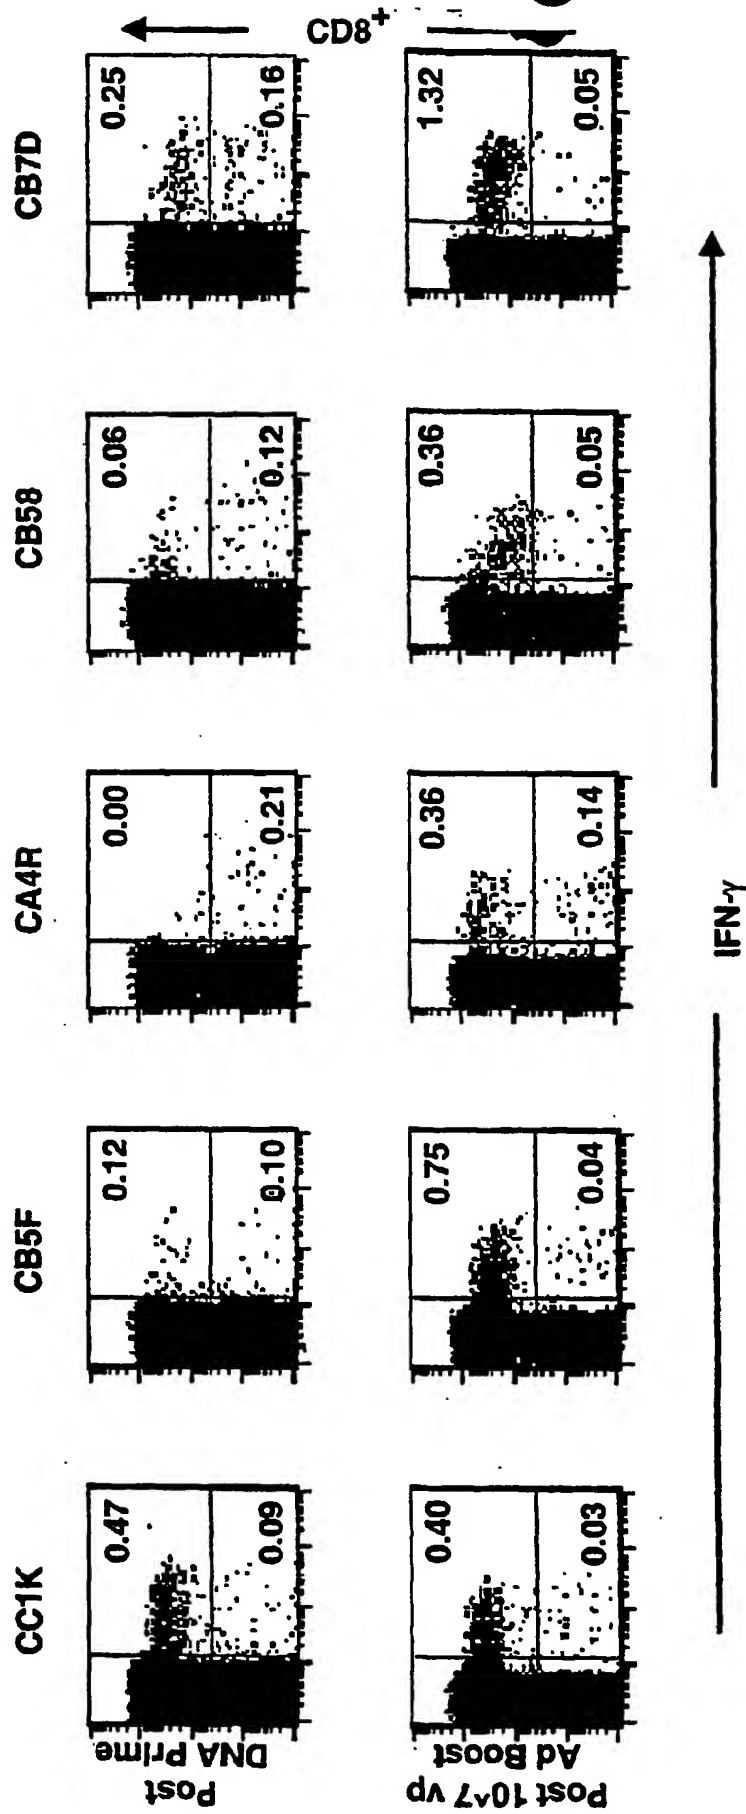 CC1K
CB5F
CA4R
CB58
CB7D
Post
DNA Prime
0.47
0.09
0.12
0.10
0.00
0.21
0.06
0.12
0.25
0.16
CD8+
Post 10^7 vp
Ad Boost
0.40
0.03
0.75
0.04
0.36
0.14
0.36
0.05
1.32
0.05
IFN-γ